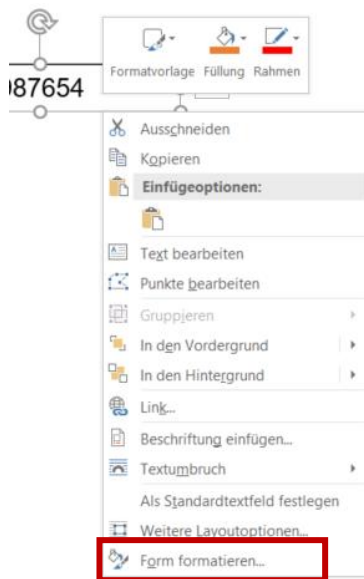 Formatvorlage Füllung Rahmen
087654
Ausschneiden
Kopieren
Einfügeoptionen:
Text bearbeiten
Punkte bearbeiten
Gruppieren
In den Vordergrund
In den Hintergrund
Link...
Beschriftung einfügen...
Textumbruch
Als Standardtextfeld festlegen
Weitere Layoutoptionen...
Form formatieren...